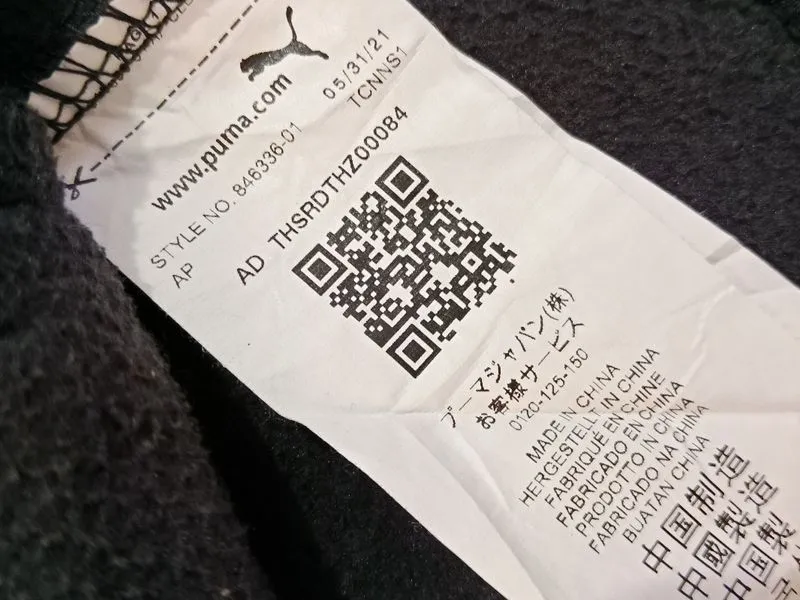 www.puma.com
05/31/21
STYLE NO. 846336-01
TCNNS1
AP
AD THSRDTHZ00084
プーマジャパン(株)
お客様サービス
0120-125-150
MADE IN CHINA
HERGESTELLT IN CHINA
FABRIQUÉ EN CHINE
FABRICADO EN CHINA
PRODOTTO IN CHINA
FABRICADO NA CHINA
BUATAN CHINA
中国制造
中國製造
中国製